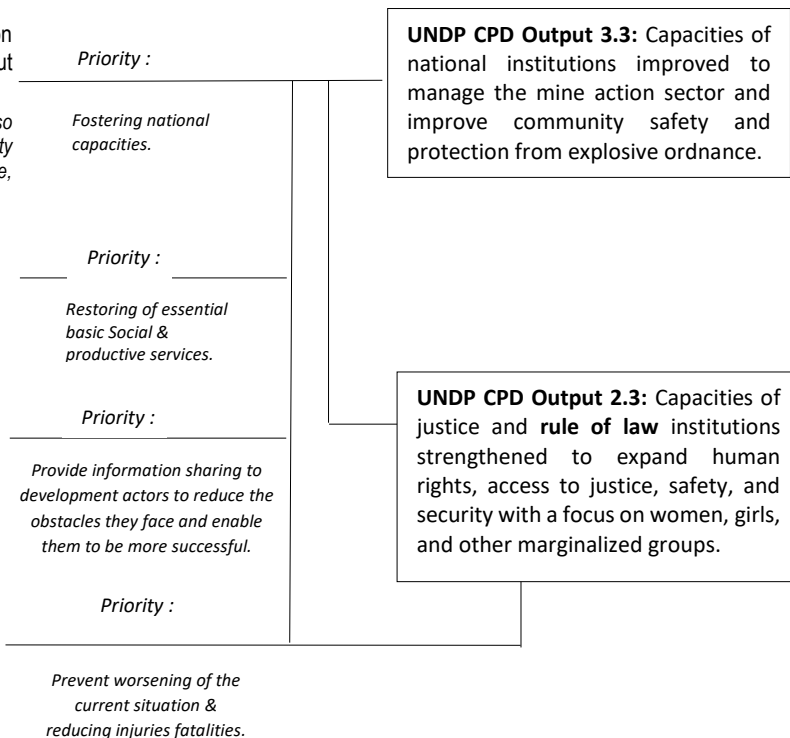 on
ut
so
ty
e,
Priority :
Fostering national
capacities.
Priority :
Restoring of essential
basic Social &
productive services.
Priority :
Provide information sharing to
development actors to reduce the
obstacles they face and enable
them to be more successful.
Priority :
Prevent worsening of the
current situation &
reducing injuries fatalities.
UNDP CPD Output 3.3: Capacities of
national institutions improved to
manage the mine action sector and
improve community safety and
protection from explosive ordnance.
UNDP CPD Output 2.3: Capacities of
justice and rule of law institutions
strengthened to expand human
rights, access to justice, safety, and
security with a focus on women, girls,
and other marginalized groups.